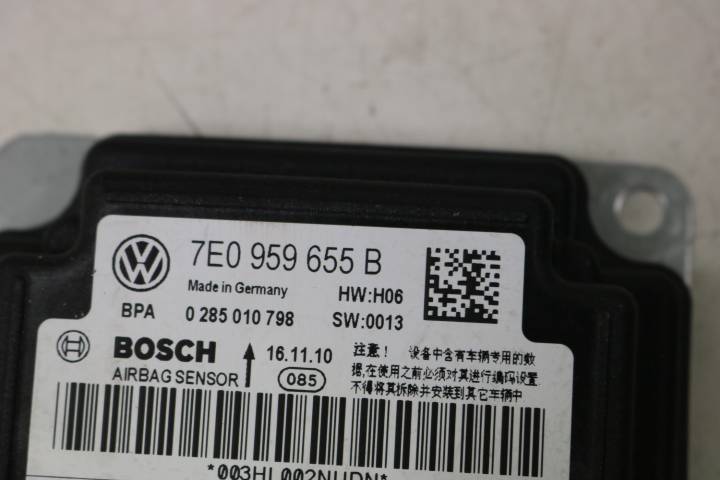 7E0 959 655 B
Made in Germany HW:H06
BPA 0 285 010 798 SW:0013
BOSCH 16.11.10
AIRBAG SENSOR 085
注意! 设备中含有车辆专用的数
据,在使用之前必须对其进行编码设置.
不得将其拆除并安装到其它车辆中
*003HL002NUDN*